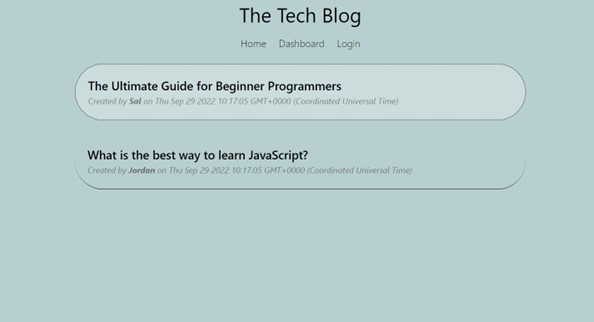 The Tech Blog
Home Dashboard Login
The Ultimate Guide for Beginner Programmers
Created by Sal on Thu Sep 29 2022 10:17:05 GMT+0000 (Coordinated Universal Time)
What is the best way to learn JavaScript?
Created by Jordan on Thu Sep 29 2022 10:17:05 GMT+0000 (Coordinated Universal Time)